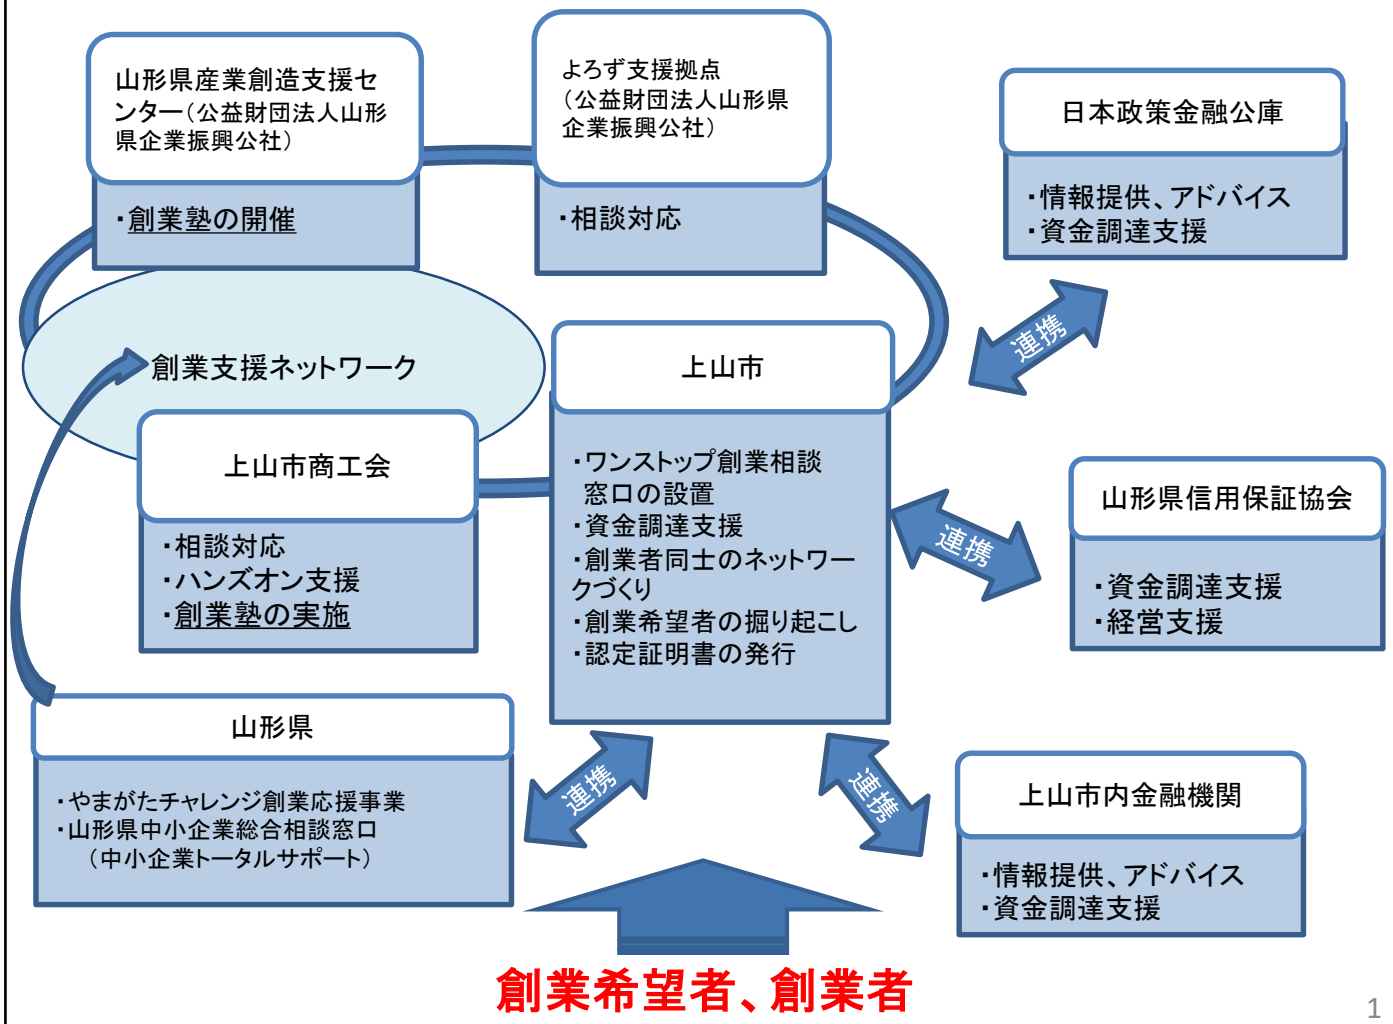 山形県産業創造支援セ
ンター（公益財団法人山形
県企業振興公社）
・創業塾の開催
よろず支援拠点
（公益財団法人山形県
企業振興公社）
・相談対応
日本政策金融公庫
・情報提供、アドバイス
・資金調達支援
連携
創業支援ネットワーク
上山市
・ワンストップ創業相談
窓口の設置
・資金調達支援
・創業者同士のネットワー
クづくり
・創業希望者の掘り起こし
・認定証明書の発行
上山市商工会
・相談対応
・ハンズオン支援
・創業塾の実施
連携
山形県信用保証協会
・資金調達支援
・経営支援
山形県
・やまがたチャレンジ創業応援事業
・山形県中小企業総合相談窓口
（中小企業トータルサポート）
連携
連携
上山市内金融機関
・情報提供、アドバイス
・資金調達支援
創業希望者、創業者
1